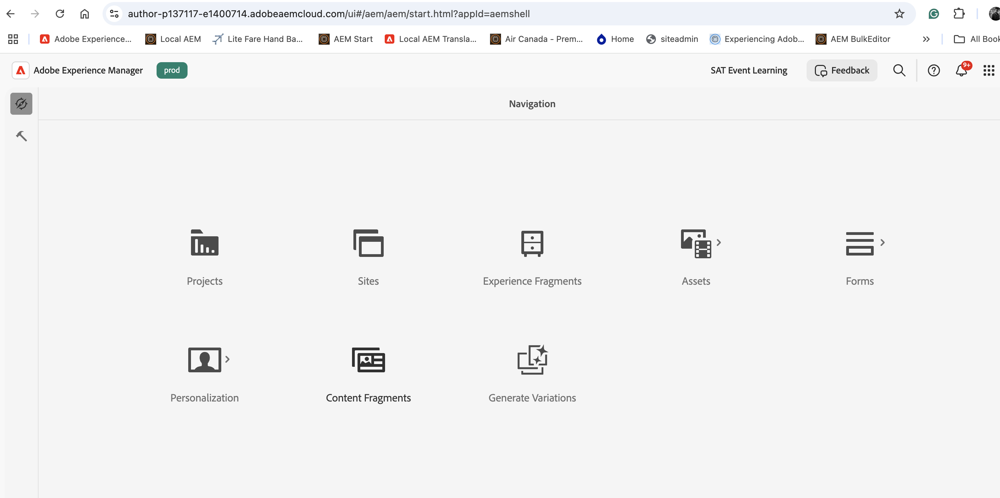 author-p137117-e1400714.adobeaemcloud.com/ui#/aem/aem/start.html?appId=aemshell
Adobe Experience... Local AEM Lite Fare Hand Ba... AEM Start Local AEM Transla... Air Canada - Prem... Home siteadmin Experiencing Adob... AEM BulkEditor » All Book
Adobe Experience Manager prod SAT Event Learning Feedback 9+
Navigation
Projects Sites Experience Fragments Assets Forms
Personalization Content Fragments Generate Variations